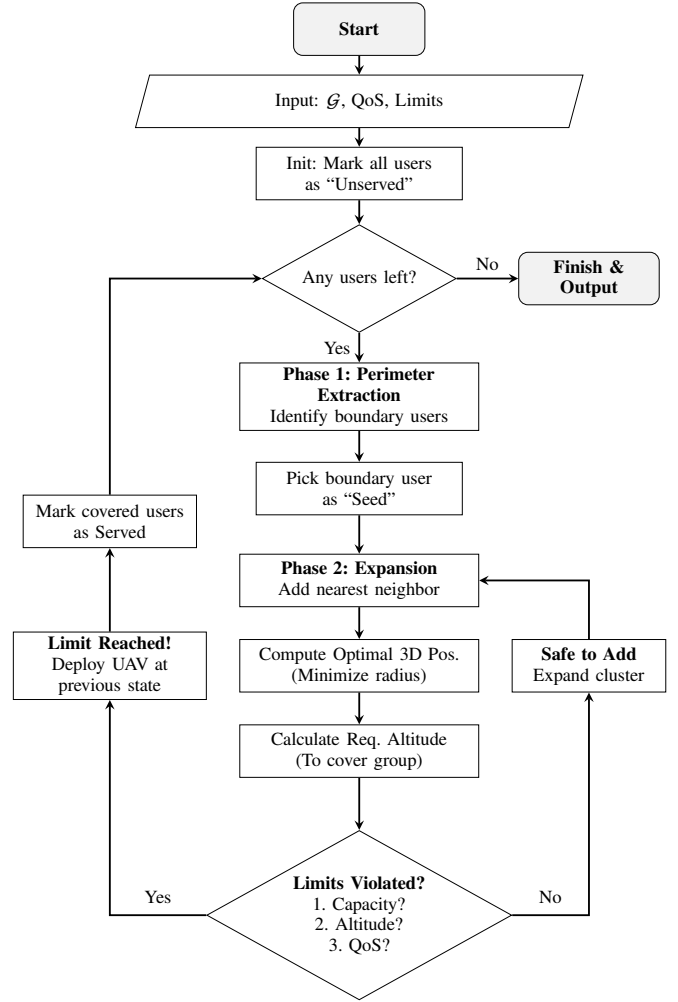 Start
Input: 𝒢, QoS, Limits
Init: Mark all users
as “Unserved”
Any users left?
No
Finish &
Output
Yes
Phase 1: Perimeter
Extraction
Identify boundary users
Pick boundary user
as “Seed”
Mark covered users
as Served
Phase 2: Expansion
Add nearest neighbor
Limit Reached!
Deploy UAV at
previous state
Compute Optimal 3D Pos.
(Minimize radius)
Safe to Add
Expand cluster
Calculate Req. Altitude
(To cover group)
Limits Violated?
1. Capacity?
2. Altitude?
3. QoS?
Yes
No